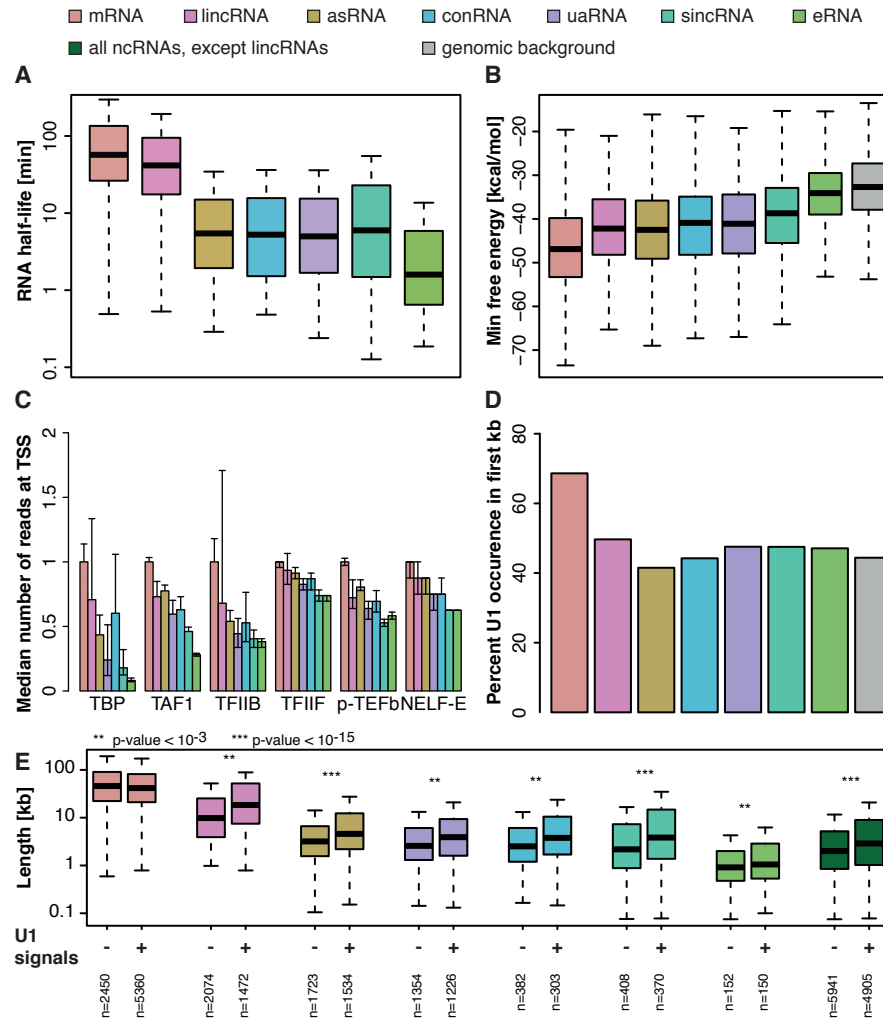 mRNA lincRNA asRNA conRNA uaRNA sincRNA eRNA
all ncRNAs, except lincRNAs genomic background
A
RNA half-life [min]
100
10
1
0.1
B
Min free energy [kcal/mol]
−20
−30
−40
−50
−60
−70
C
Median number of reads at TSS
2
1.5
1
0.5
0
TBP TAF1 TFIIB TFIIF p-TEFb NELF-E
D
Percent U1 occurence in first kb
80
60
40
20
0
E
** p-value < 10-3 *** p-value < 10-15
Length [kb]
100
10
1
0.1
** *** ** ** *** ** ***
U1 signals
- + - + - + - + - + - + - + - +
n=2450 n=5360 n=2074 n=1472 n=1723 n=1534 n=1354 n=1226 n=382 n=303 n=408 n=370 n=152 n=150 n=5941 n=4905